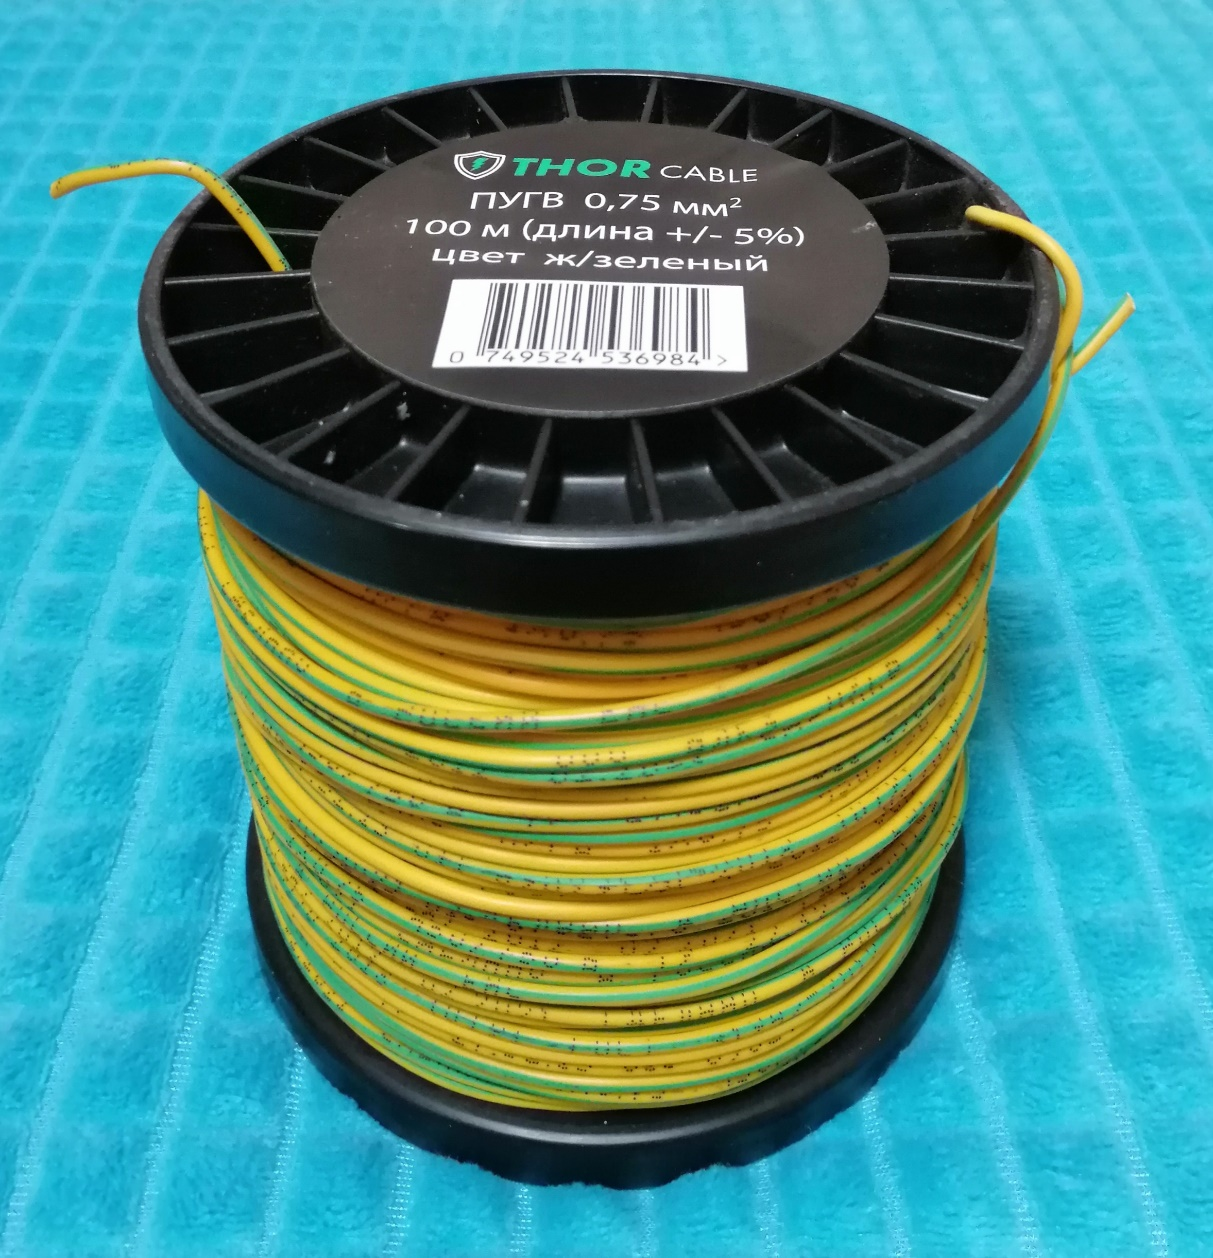 THOR CABLE
ПУГВ 0,75 мм²
100 м (длина +/- 5%)
цвет ж/зеленый
0 749524 536984 >